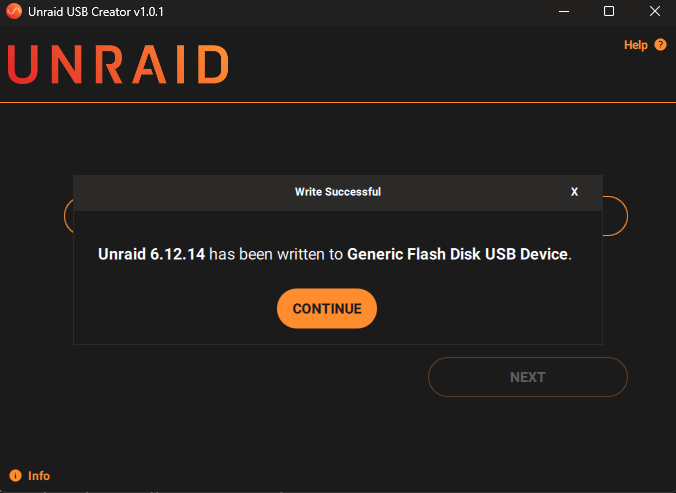 Unraid USB Creator v1.0.1
UNRAID
Help ?
Write Successful
X
Unraid 6.12.14 has been written to Generic Flash Disk USB Device.
CONTINUE
NEXT
i Info